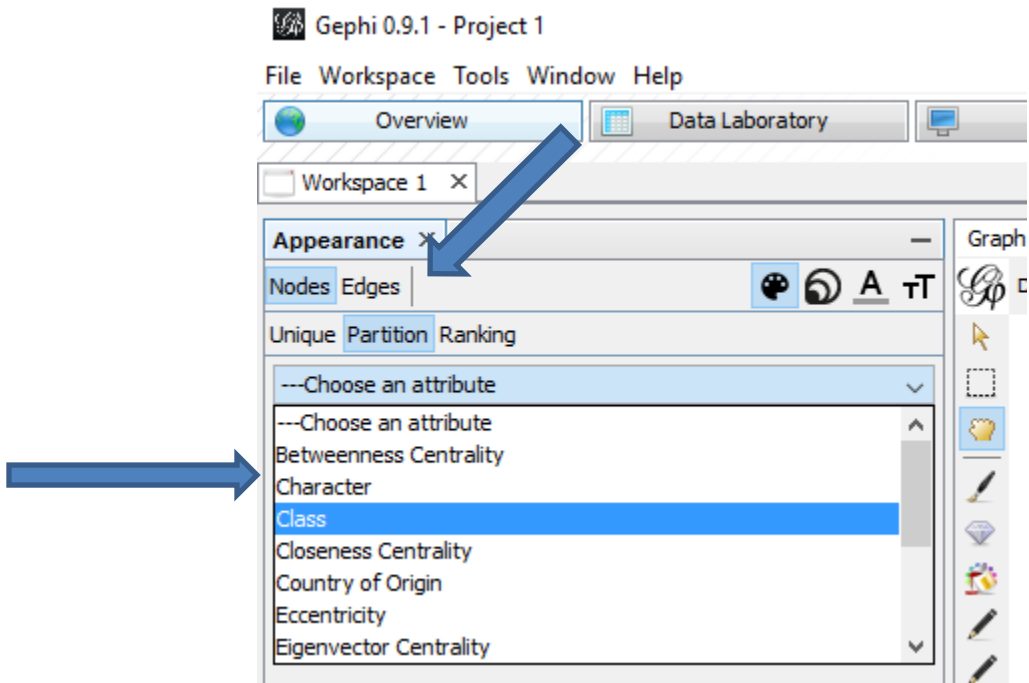 Gephi 0.9.1 - Project 1
File Workspace Tools Window Help
Overview Data Laboratory
Workspace 1
Appearance
Graph
Nodes Edges A TT
Unique Partition Ranking
---Choose an attribute
---Choose an attribute
Betweenness Centrality
Character
Class
Closeness Centrality
Country of Origin
Eccentricity
Eigenvector Centrality